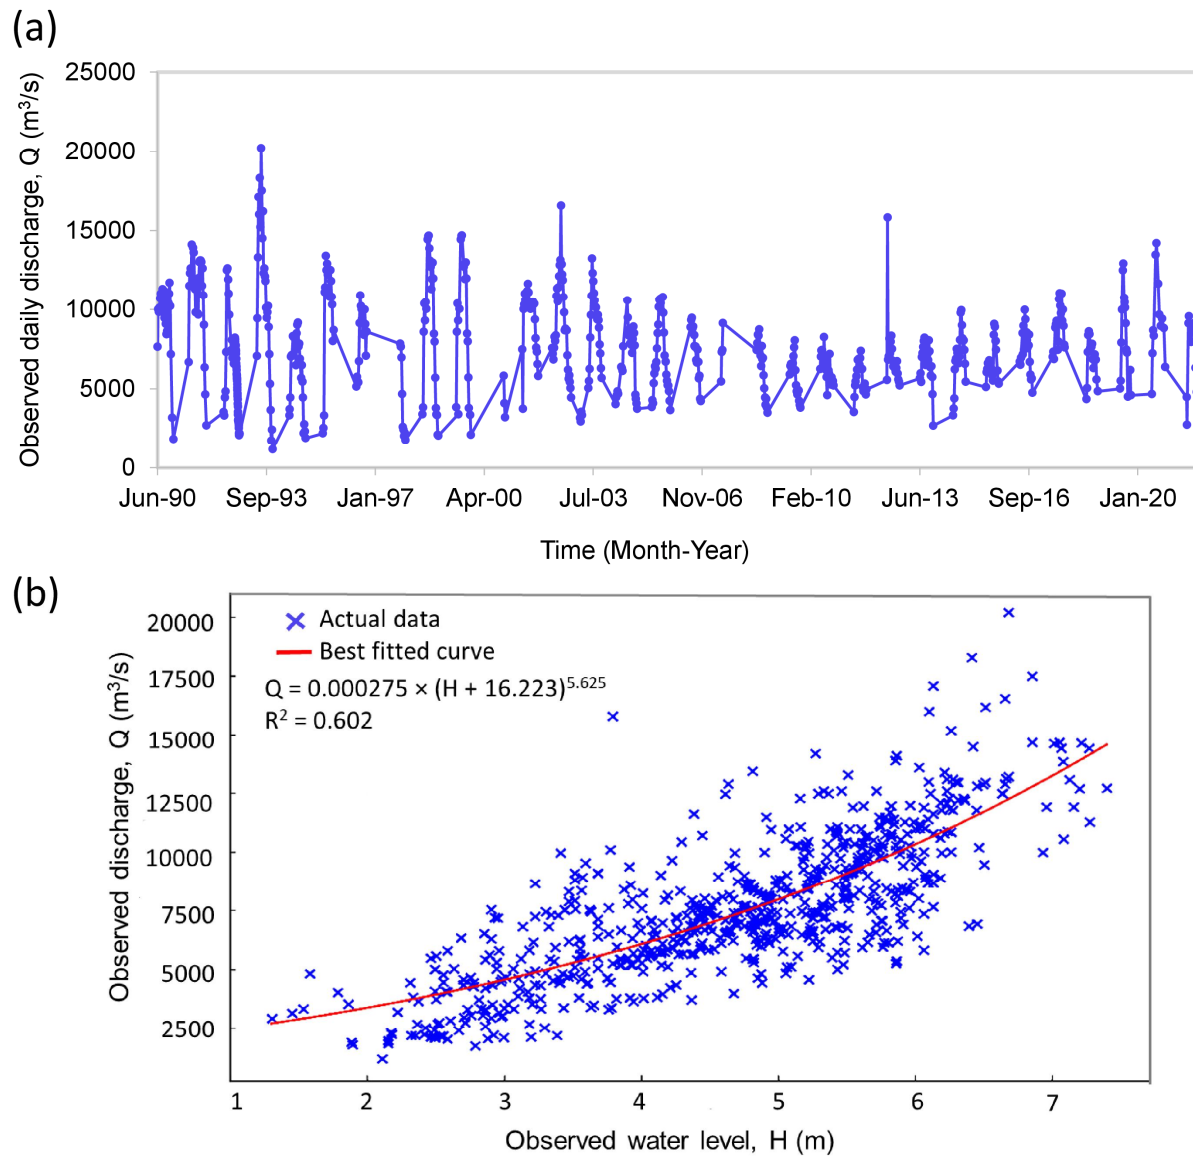 (a)
Observed daily discharge, Q (m³/s)
25000
20000
15000
10000
5000
0
Jun-90 Sep-93 Jan-97 Apr-00 Jul-03 Nov-06 Feb-10 Jun-13 Sep-16 Jan-20
Time (Month-Year)
(b)
Observed discharge, Q (m³/s)
20000
17500
15000
12500
10000
7500
5000
2500
Actual data
Best fitted curve
Q = 0.000275 × (H + 16.223)⁵·⁶²⁵
R² = 0.602
1 2 3 4 5 6 7
Observed water level, H (m)